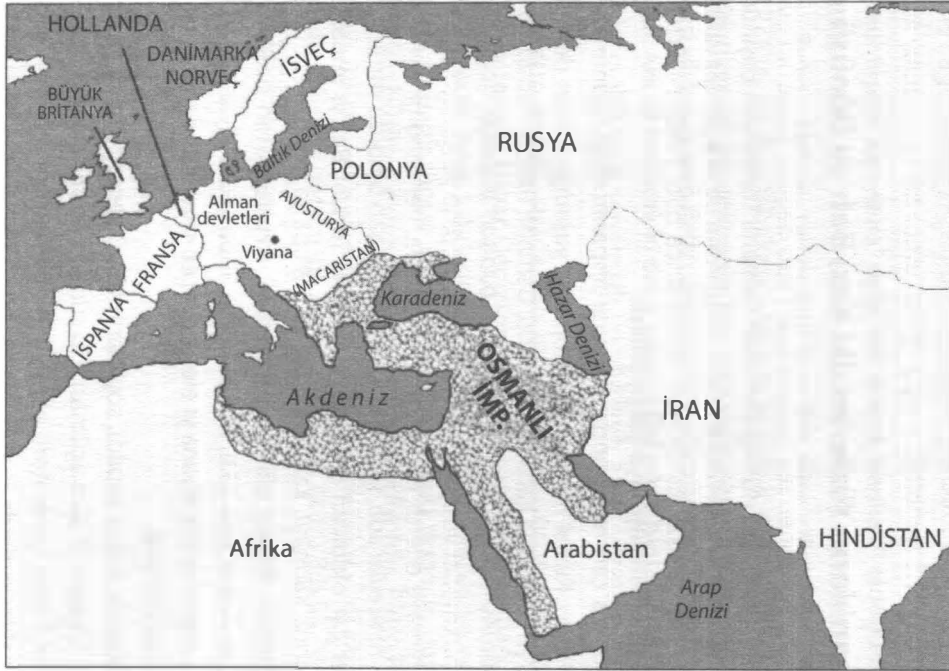 HOLLANDA
DANİMARKA
NORVEÇ
İSVEÇ
BÜYÜK
BRİTANYA
Baltık Denizi
RUSYA
POLONYA
Alman
devletleri
AVUSTURYA
Viyana
(MACARİSTAN)
FRANSA
İSPANYA
Karadeniz
Hazar Denizi
OSMANLI
İMP.
Akdeniz
İRAN
Afrika
Arabistan
HİNDİSTAN
Arap
Denizi